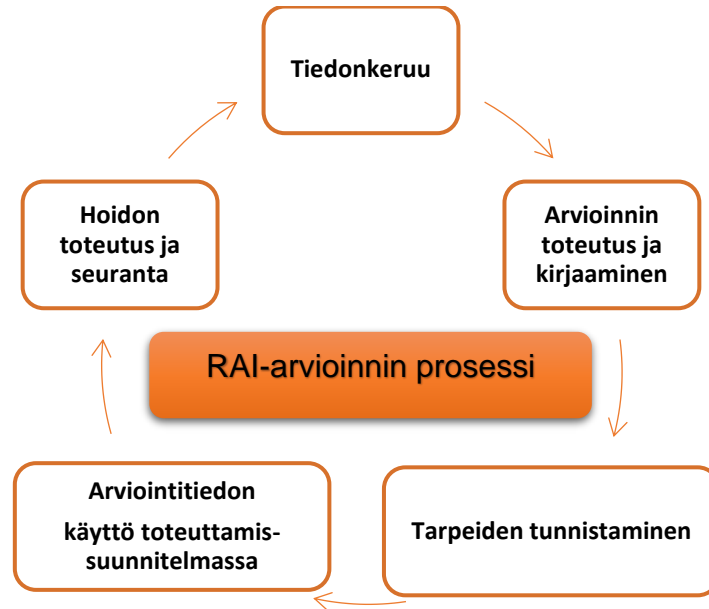 Tiedonkeruu
Arvioinnin
toteutus ja
kirjaaminen
Tarpeiden tunnistaminen
Arviointitiedon
käyttö toteuttamis-
suunnitelmassa
Hoidon
toteutus ja
seuranta
RAI-arvioinnin prosessi